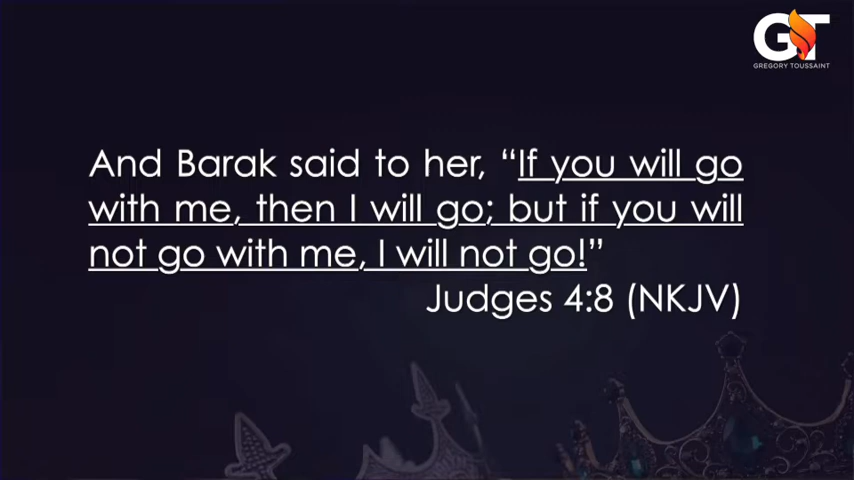 GT
GREGORY TOUSSAINT
And Barak said to her, “If you will go
with me, then I will go; but if you will
not go with me, I will not go!”
Judges 4:8 (NKJV)